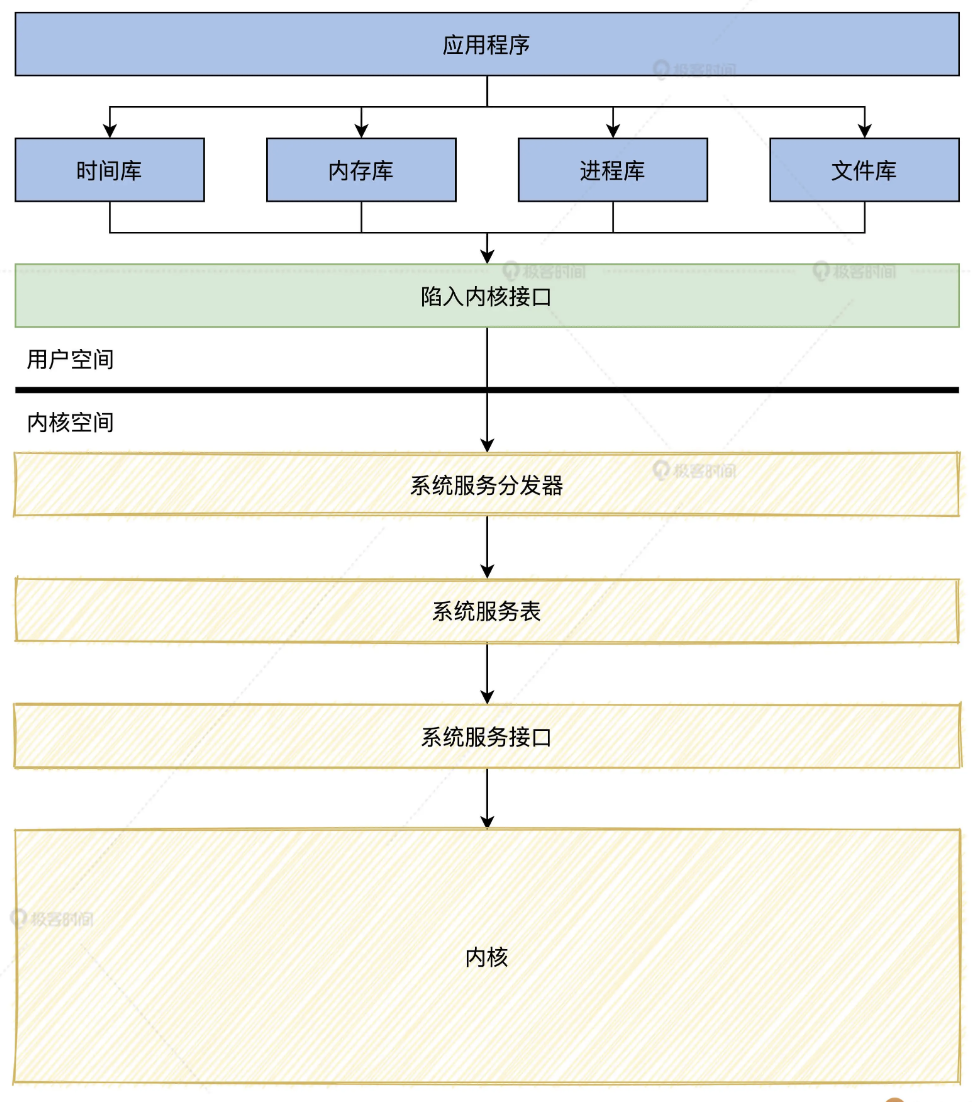 应用程序
极客时间
时间库
内存库
进程库
文件库
极客时间
极客时间
陷入内核接口
用户空间
内核空间
极客时间
系统服务分发器
系统服务表
系统服务接口
极客时间
内核